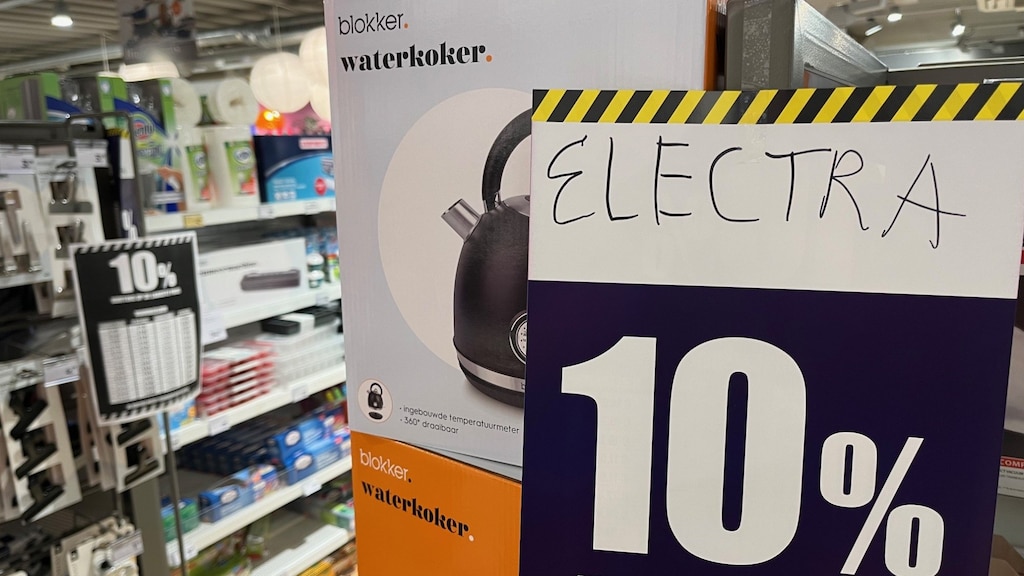 blokker.
waterkoker.
- ingebouwde temperatuurmeter
- 360° draaibaar
blokker.
waterkoker.
ELECTRA
10%
10%